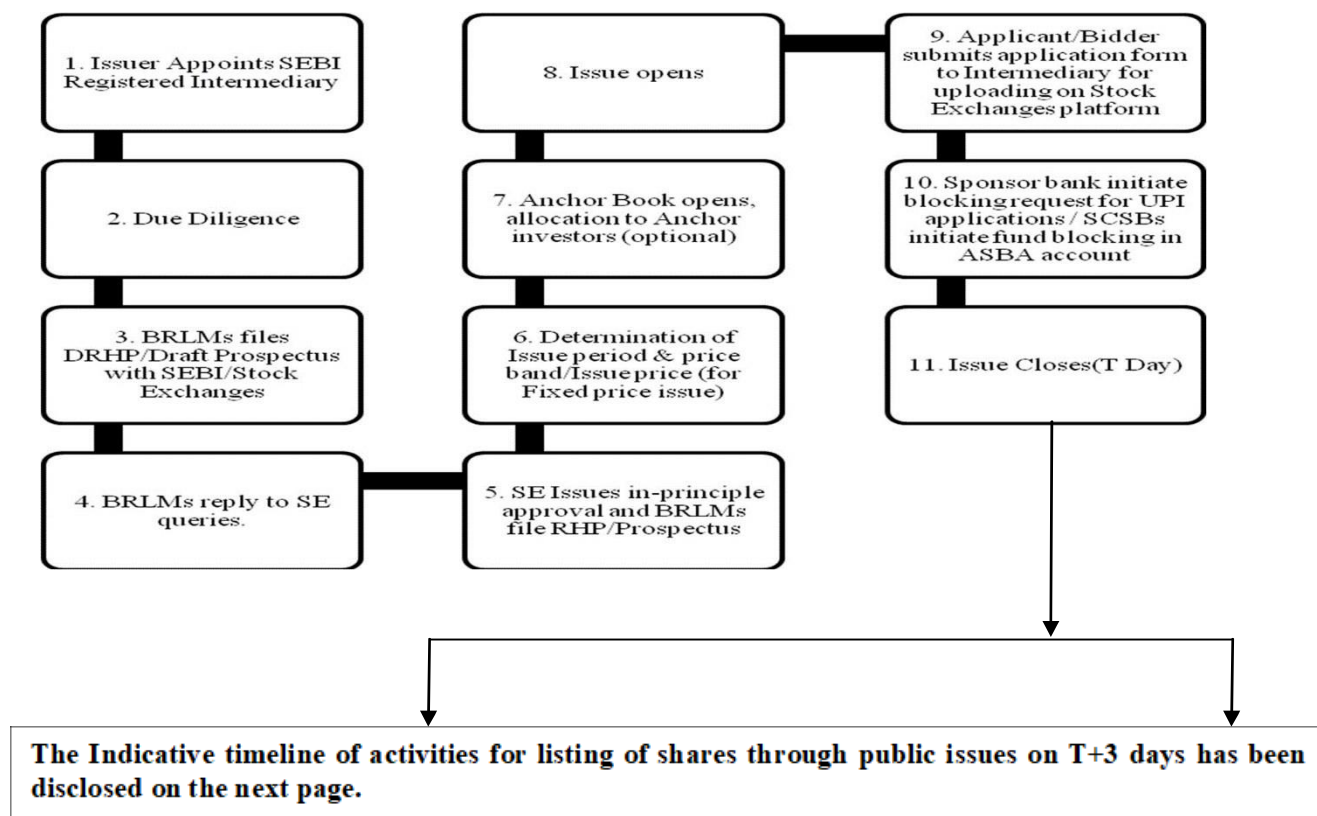 1. Issuer Appoints SEBI
Registered Intermediary
2. Due Diligence
3. BRLMs files
DRHP/Draft Prospectus
with SEBI/Stock
Exchanges
4. BRLMs reply to SE
queries.
5. SE Issues in-principle
approval and BRLMs
file RHP/Prospectus
6. Determination of
Issue period & price
band/Issue price (for
Fixed price issue)
7. Anchor Book opens,
allocation to Anchor
investors (optional)
8. Issue opens
9. Applicant/Bidder
submits application form
to Intermediary for
uploading on Stock
Exchanges platform
10. Sponsor bank initiate
blocking request for UPI
applications / SCSBs
initiate fund blocking in
ASBA account
11. Issue Closes(T Day)
The Indicative timeline of activities for listing of shares through public issues on T+3 days has been
disclosed on the next page.